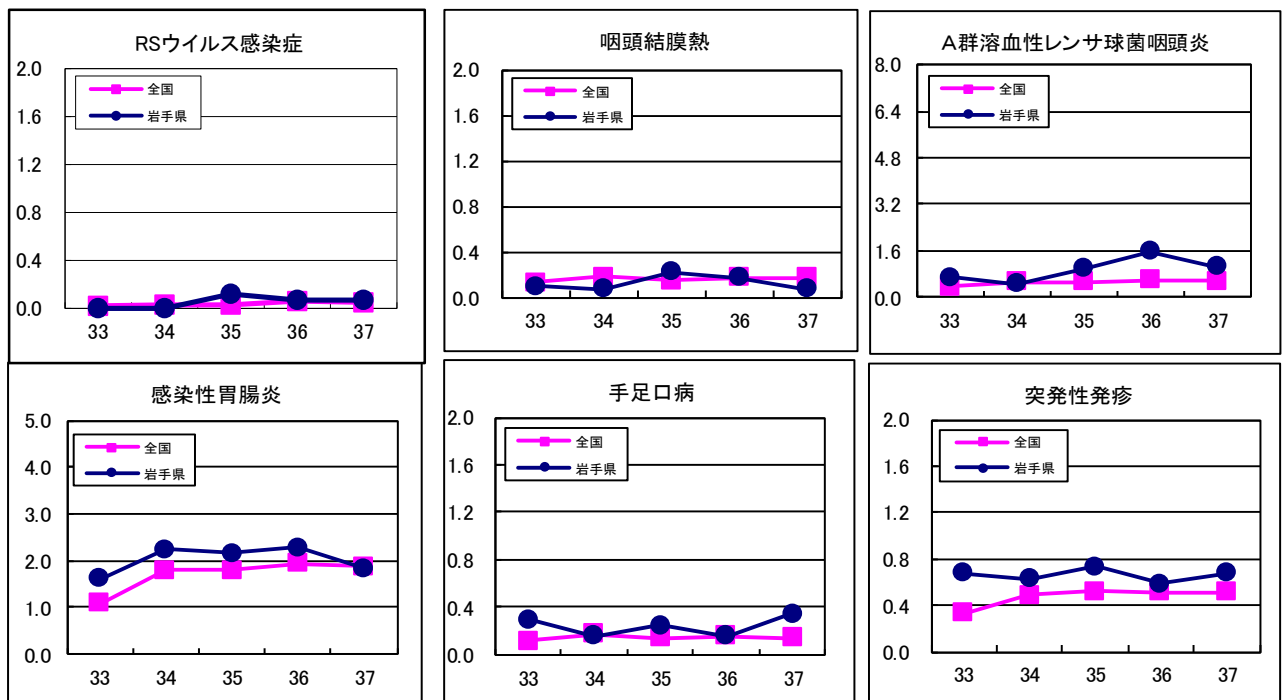 RSウイルス感染症
2.0
1.6
1.2
0.8
0.4
0.0
全国
岩手県
33 34 35 36 37
咽頭結膜熱
2.0
1.6
1.2
0.8
0.4
0.0
全国
岩手県
33 34 35 36 37
A群溶血性レンサ球菌咽頭炎
8.0
6.4
4.8
3.2
1.6
0.0
全国
岩手県
33 34 35 36 37
感染性胃腸炎
5.0
4.0
3.0
2.0
1.0
0.0
全国
岩手県
33 34 35 36 37
手足口病
2.0
1.6
1.2
0.8
0.4
0.0
全国
岩手県
33 34 35 36 37
突発性発疹
2.0
1.6
1.2
0.8
0.4
0.0
全国
岩手県
33 34 35 36 37